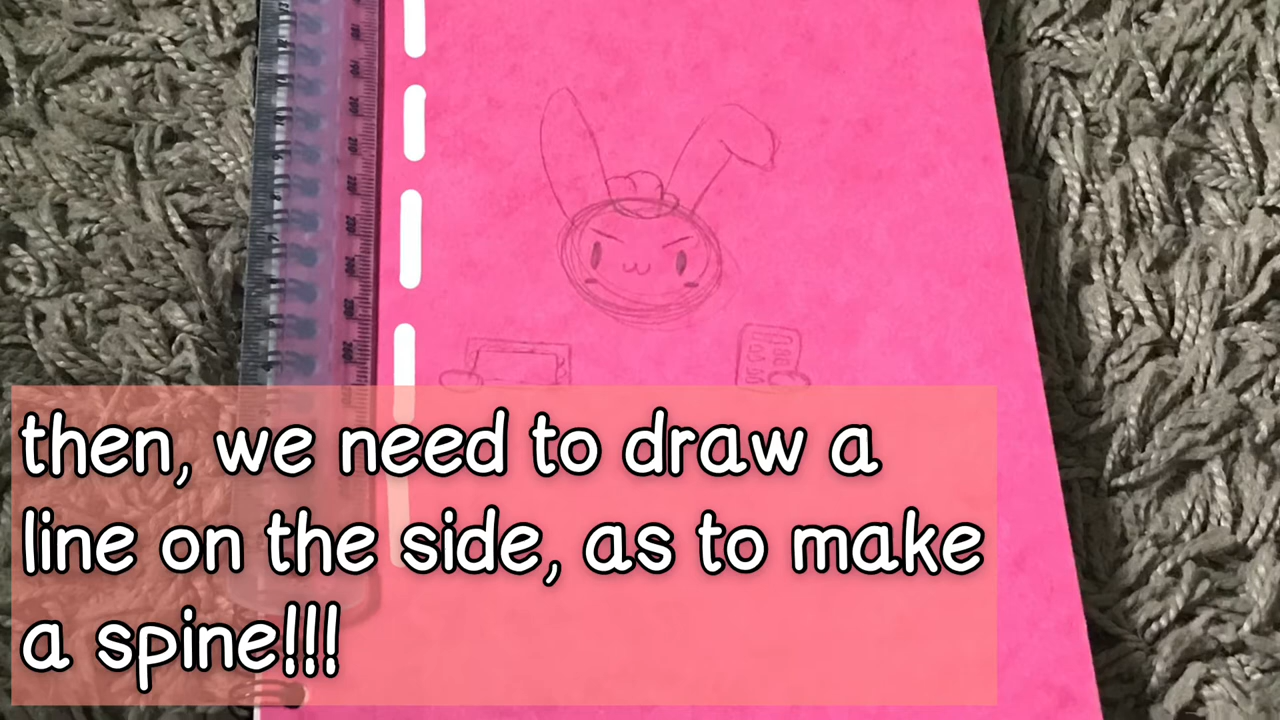 then, we need to draw a
line on the side, as to make
a spine!!!